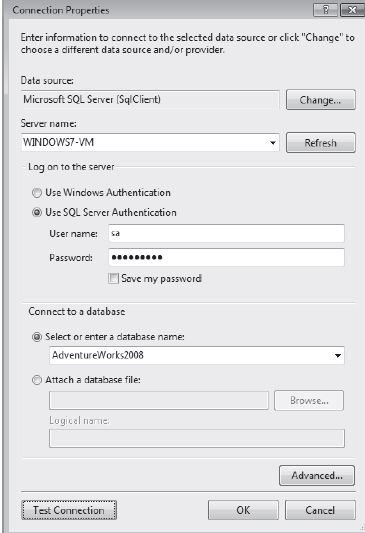 Connection Properties
Enter information to connect to the selected data source or click "Change" to
choose a different data source and/or provider.
Data source:
Microsoft SQL Server (SqlClient)
Change...
Server name:
WINDOWS7-VM
Refresh
Log on to the server
Use Windows Authentication
Use SQL Server Authentication
User name:
sa
Password:
●●●●●●●●●
Save my password
Connect to a database
Select or enter a database name:
AdventureWorks2008
Attach a database file:
Browse...
Logical name:
Advanced...
Test Connection
OK
Cancel